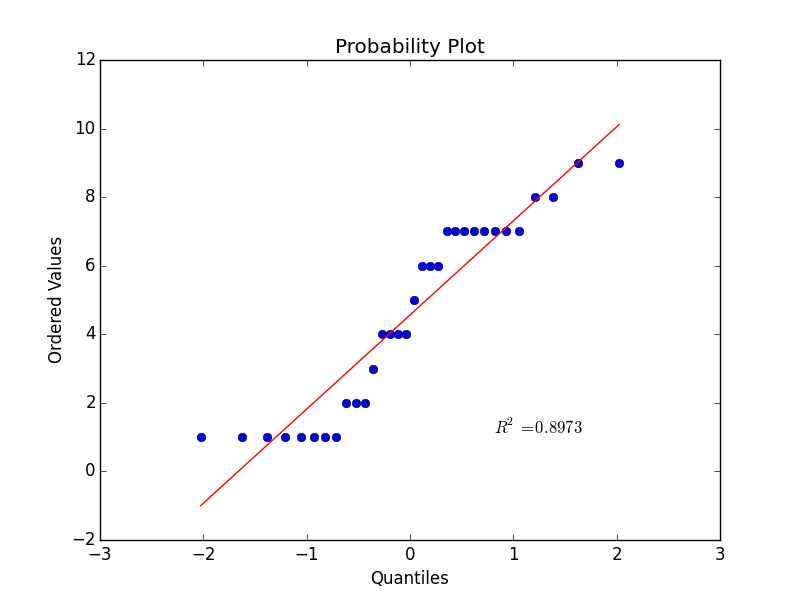 Probability Plot
12
10
8
6
4
2
0
−2
Ordered Values
R² =0.8973
−3 −2 −1 0 1 2 3
Quantiles